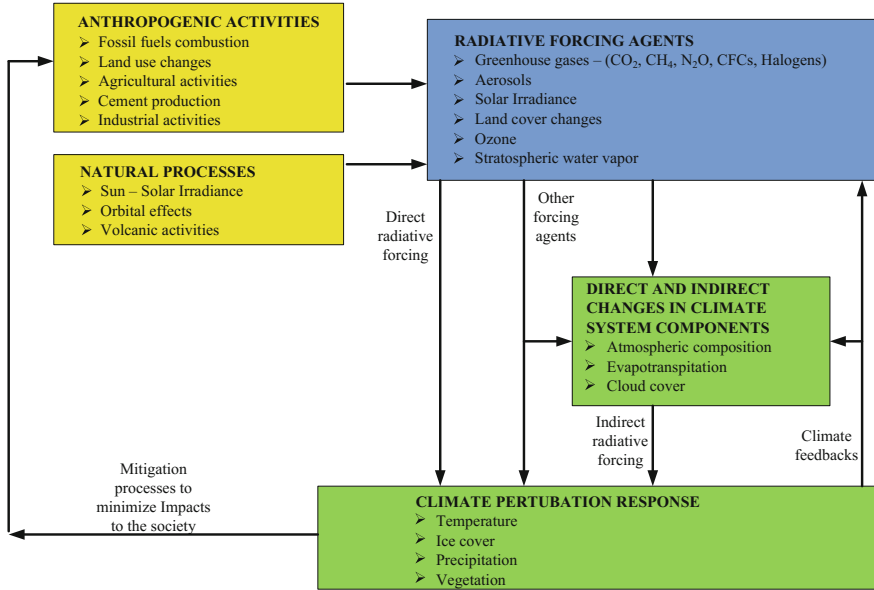 ANTHROPOGENIC ACTIVITIES
➢ Fossil fuels combustion
➢ Land use changes
➢ Agricultural activities
➢ Cement production
➢ Industrial activities
NATURAL PROCESSES
➢ Sun – Solar Irradiance
➢ Orbital effects
➢ Volcanic activities
RADIATIVE FORCING AGENTS
➢ Greenhouse gases – (CO₂, CH₄, N₂O, CFCs, Halogens)
➢ Aerosols
➢ Solar Irradiance
➢ Land cover changes
➢ Ozone
➢ Stratospheric water vapor
Direct
radiative
forcing
Other
forcing
agents
DIRECT AND INDIRECT
CHANGES IN CLIMATE
SYSTEM COMPONENTS
➢ Atmospheric composition
➢ Evapotranspitation
➢ Cloud cover
Indirect
radiative
forcing
Climate
feedbacks
Mitigation
processes to
minimize Impacts
to the society
CLIMATE PERTUBATION RESPONSE
➢ Temperature
➢ Ice cover
➢ Precipitation
➢ Vegetation